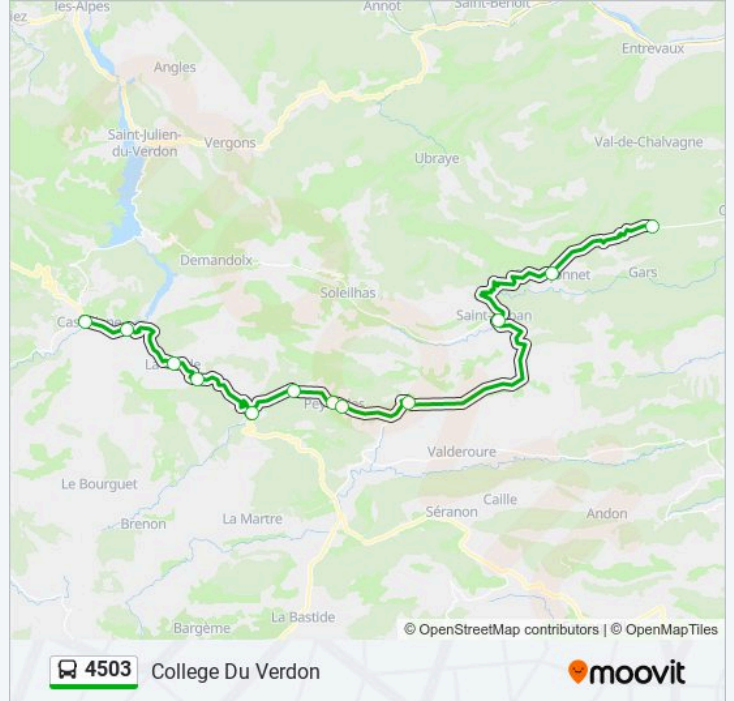 les-Alpes
Annot
Saint-Benoît
Entrevaux
Angles
Saint-Julien-
du-Verdon
Vergons
Val-de-Chalvagne
Ubraye
Demandolx
Gars
Soleilhas
Valderoure
Le Bourguet
Caille
Brenon
La Martre
Séranon
Andon
La Bastide
Bargème
© OpenStreetMap contributors | © OpenMapTiles
4503 College Du Verdon
moovit